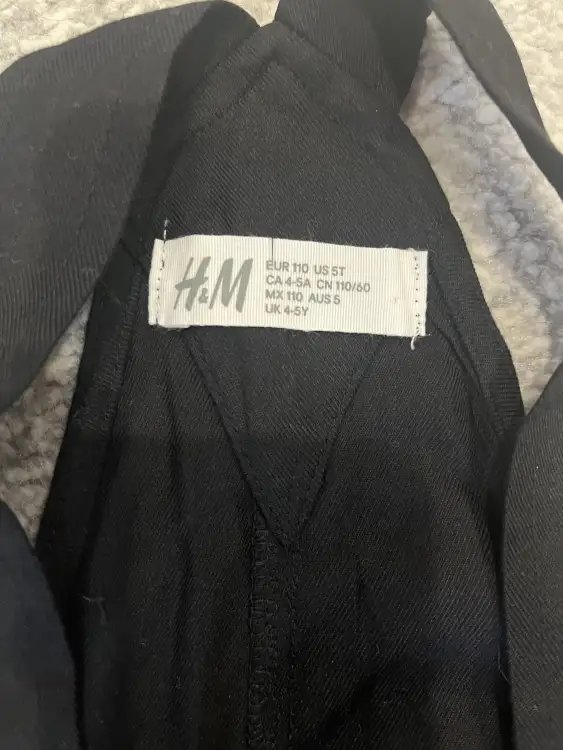 H&M
EUR 110 US 5T
CA 4-5A CN 110/60
MX 110 AUS 5
UK 4-5Y